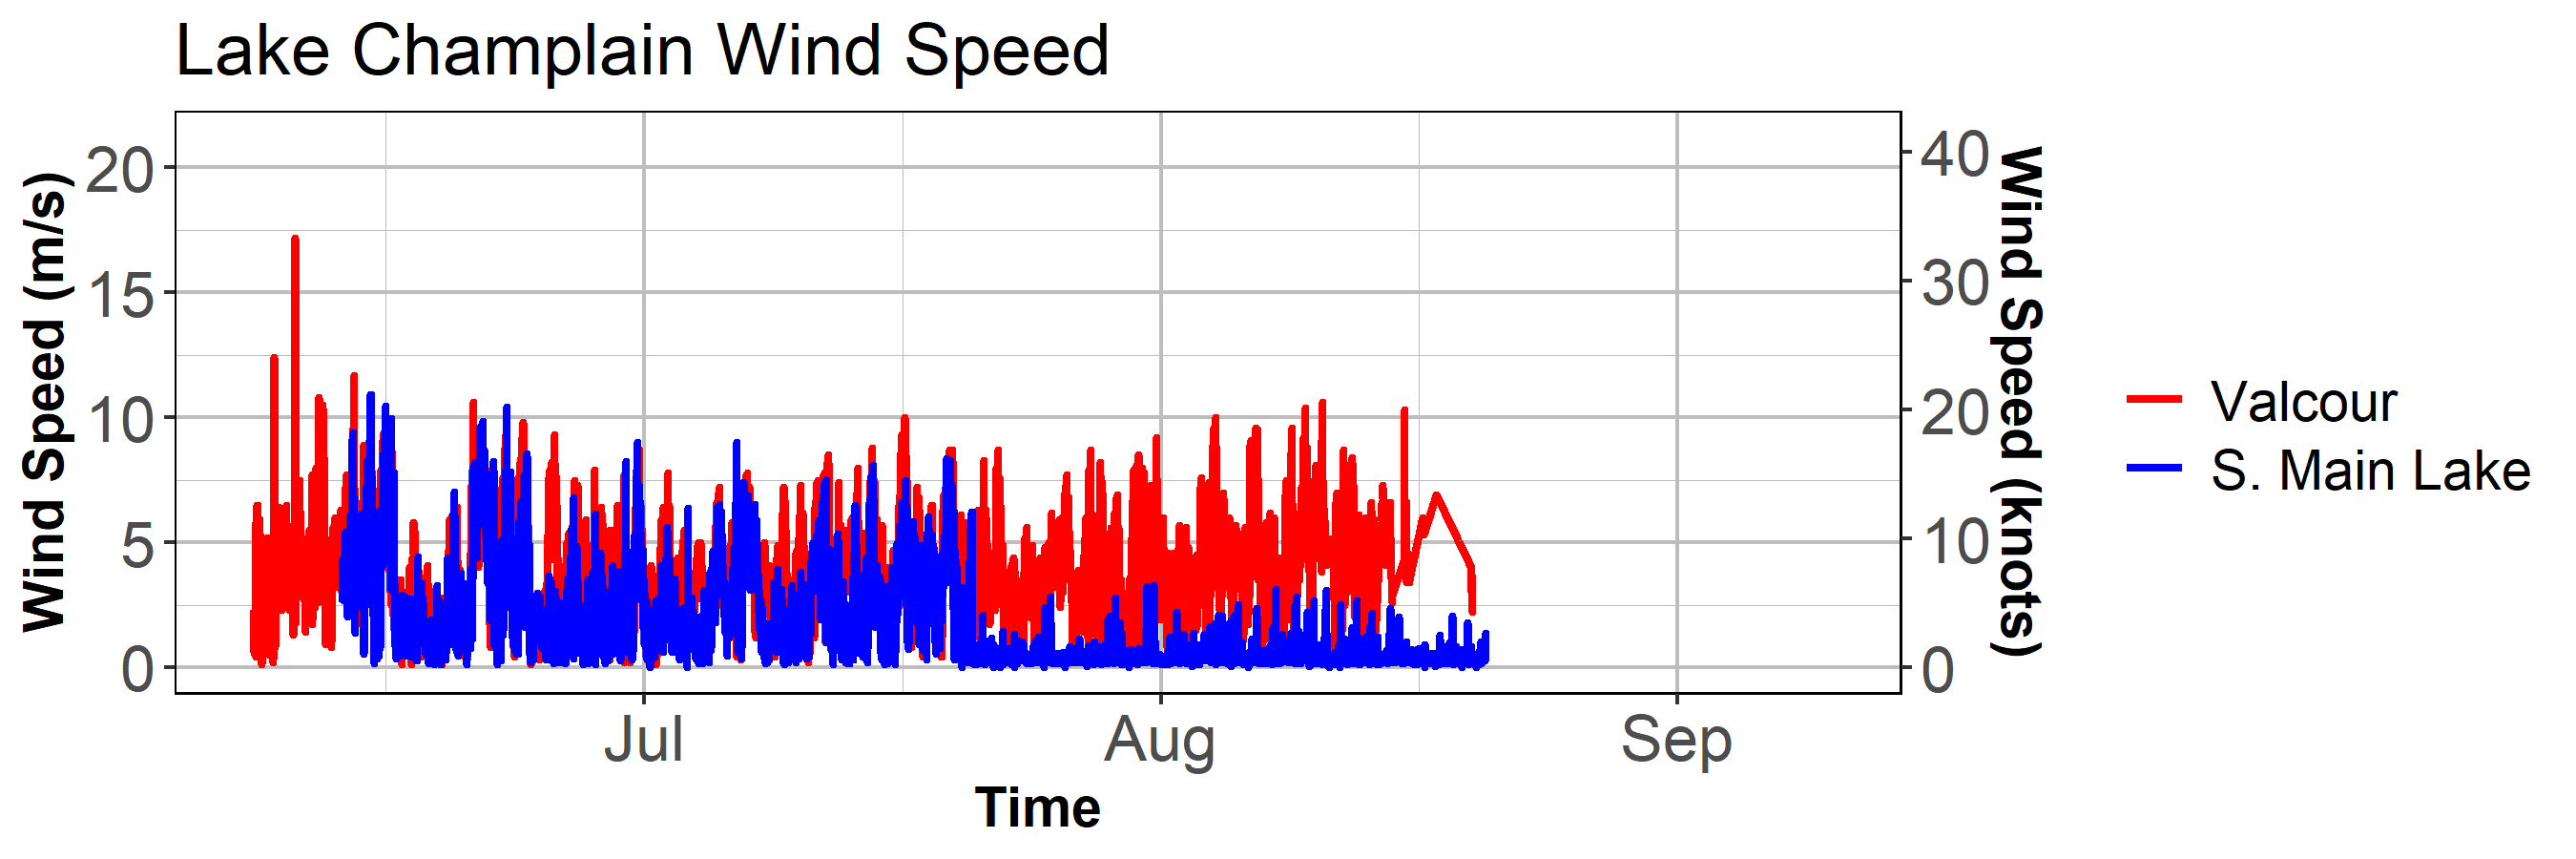 Lake Champlain Wind Speed
Wind Speed (m/s)
20
15
10
5
0
40
30
20
10
0
Wind Speed (knots)
Jul
Aug
Sep
Time
Valcour
S. Main Lake